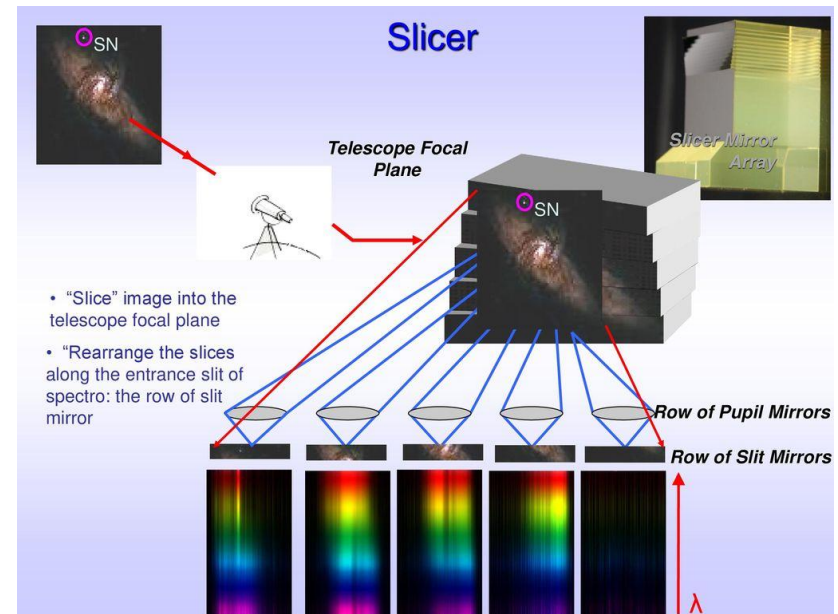 Slicer
SN
Slicer Mirror
Array
Telescope Focal
Plane
SN
• “Slice” image into the
telescope focal plane
• “Rearrange the slices
along the entrance slit of
spectro: the row of slit
mirror
Row of Pupil Mirrors
Row of Slit Mirrors
λ